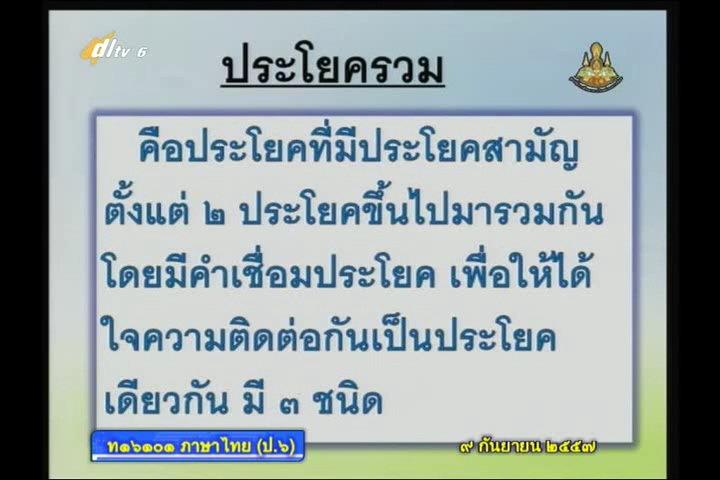 dltv 6
ประโยครวม
คือประโยคที่มีประโยคสามัญ
ตั้งแต่ ๒ ประโยคขึ้นไปมารวมกัน
โดยมีคำเชื่อมประโยค เพื่อให้ได้
ใจความติดต่อกันเป็นประโยค
เดียวกัน มี ๓ ชนิด
ท๑๖๑๐๑ ภาษาไทย (ป.๖)
๙ กันยายน ๒๕๕๗